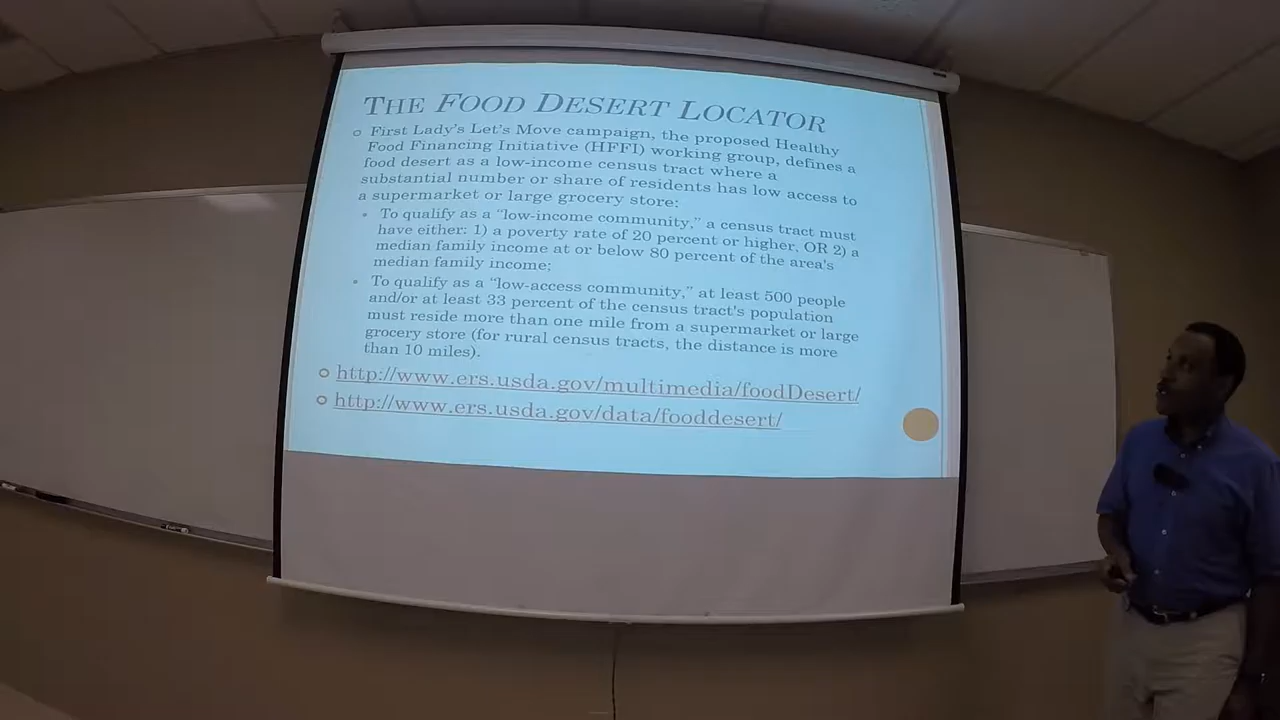 THE FOOD DESERT LOCATOR
First Lady's Let's Move campaign, the proposed Healthy
Food Financing Initiative (HFFI) working group, defines a
food desert as a low-income census tract where a
substantial number or share of residents has low access to
a supermarket or large grocery store:
To qualify as a “low-income community,” a census tract must
have either: 1) a poverty rate of 20 percent or higher, OR 2) a
median family income at or below 80 percent of the area's
median family income;
To qualify as a “low-access community,” at least 500 people
and/or at least 33 percent of the census tract's population
must reside more than one mile from a supermarket or large
grocery store (for rural census tracts, the distance is more
than 10 miles).
http://www.ers.usda.gov/multimedia/foodDesert/
http://www.ers.usda.gov/data/fooddesert/